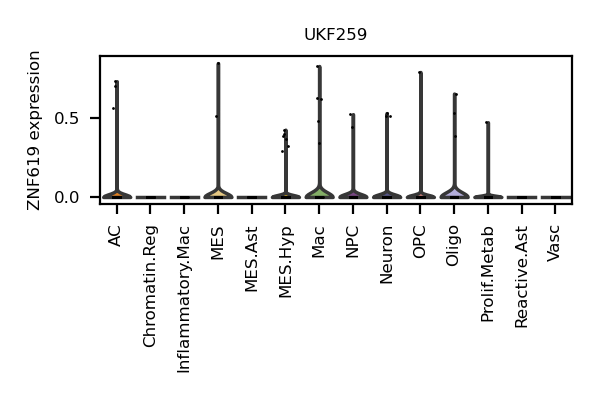 UKF259
ZNF619 expression
0.5
0.0
AC
Chromatin.Reg
Inflammatory.Mac
MES
MES.Ast
MES.Hyp
Mac
NPC
Neuron
OPC
Oligo
Prolif.Metab
Reactive.Ast
Vasc